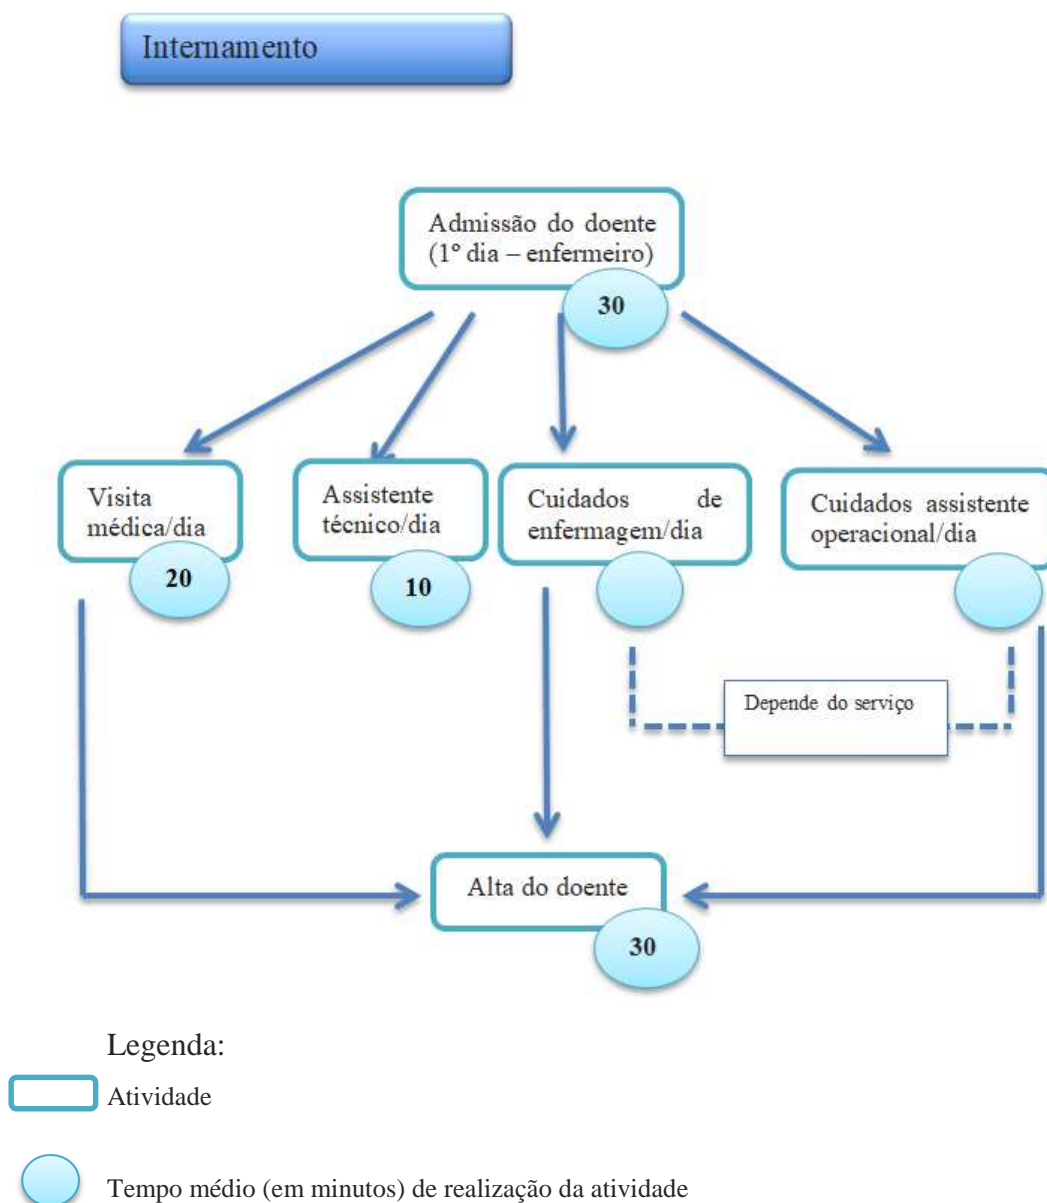 Internamento
Admissão do doente
(1º dia – enfermeiro)
30
Visita
médica/dia
20
Assistente
técnico/dia
10
Cuidados de
enfermagem/dia
Cuidados assistente
operacional/dia
Depende do serviço
Alta do doente
30
Legenda:
Atividade
Tempo médio (em minutos) de realização da atividade